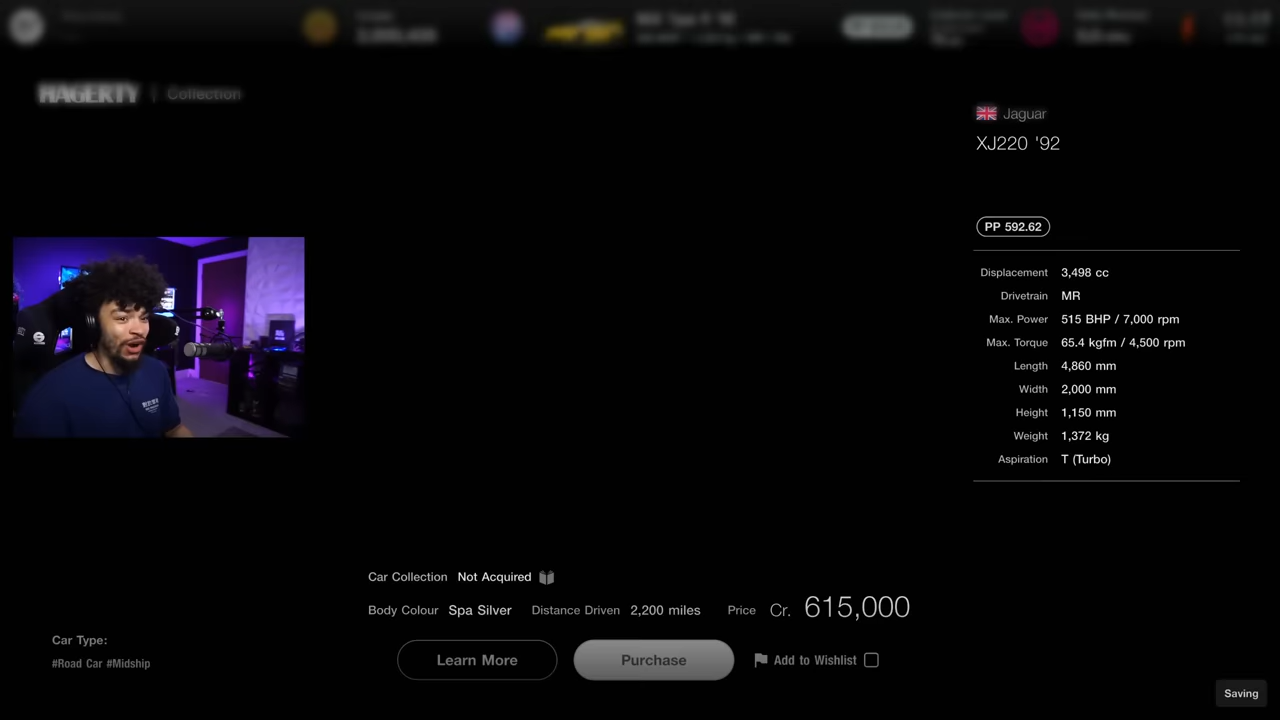 HAGERTY | Collection
Jaguar
XJ220 '92
PP 592.62
Displacement 3,498 cc
Drivetrain MR
Max. Power 515 BHP / 7,000 rpm
Max. Torque 65.4 kgfm / 4,500 rpm
Length 4,860 mm
Width 2,000 mm
Height 1,150 mm
Weight 1,372 kg
Aspiration T (Turbo)
Car Collection Not Acquired
Body Colour Spa Silver Distance Driven 2,200 miles Price Cr. 615,000
Car Type:
#Road Car #Midship
Learn More
Purchase
Add to Wishlist
Saving